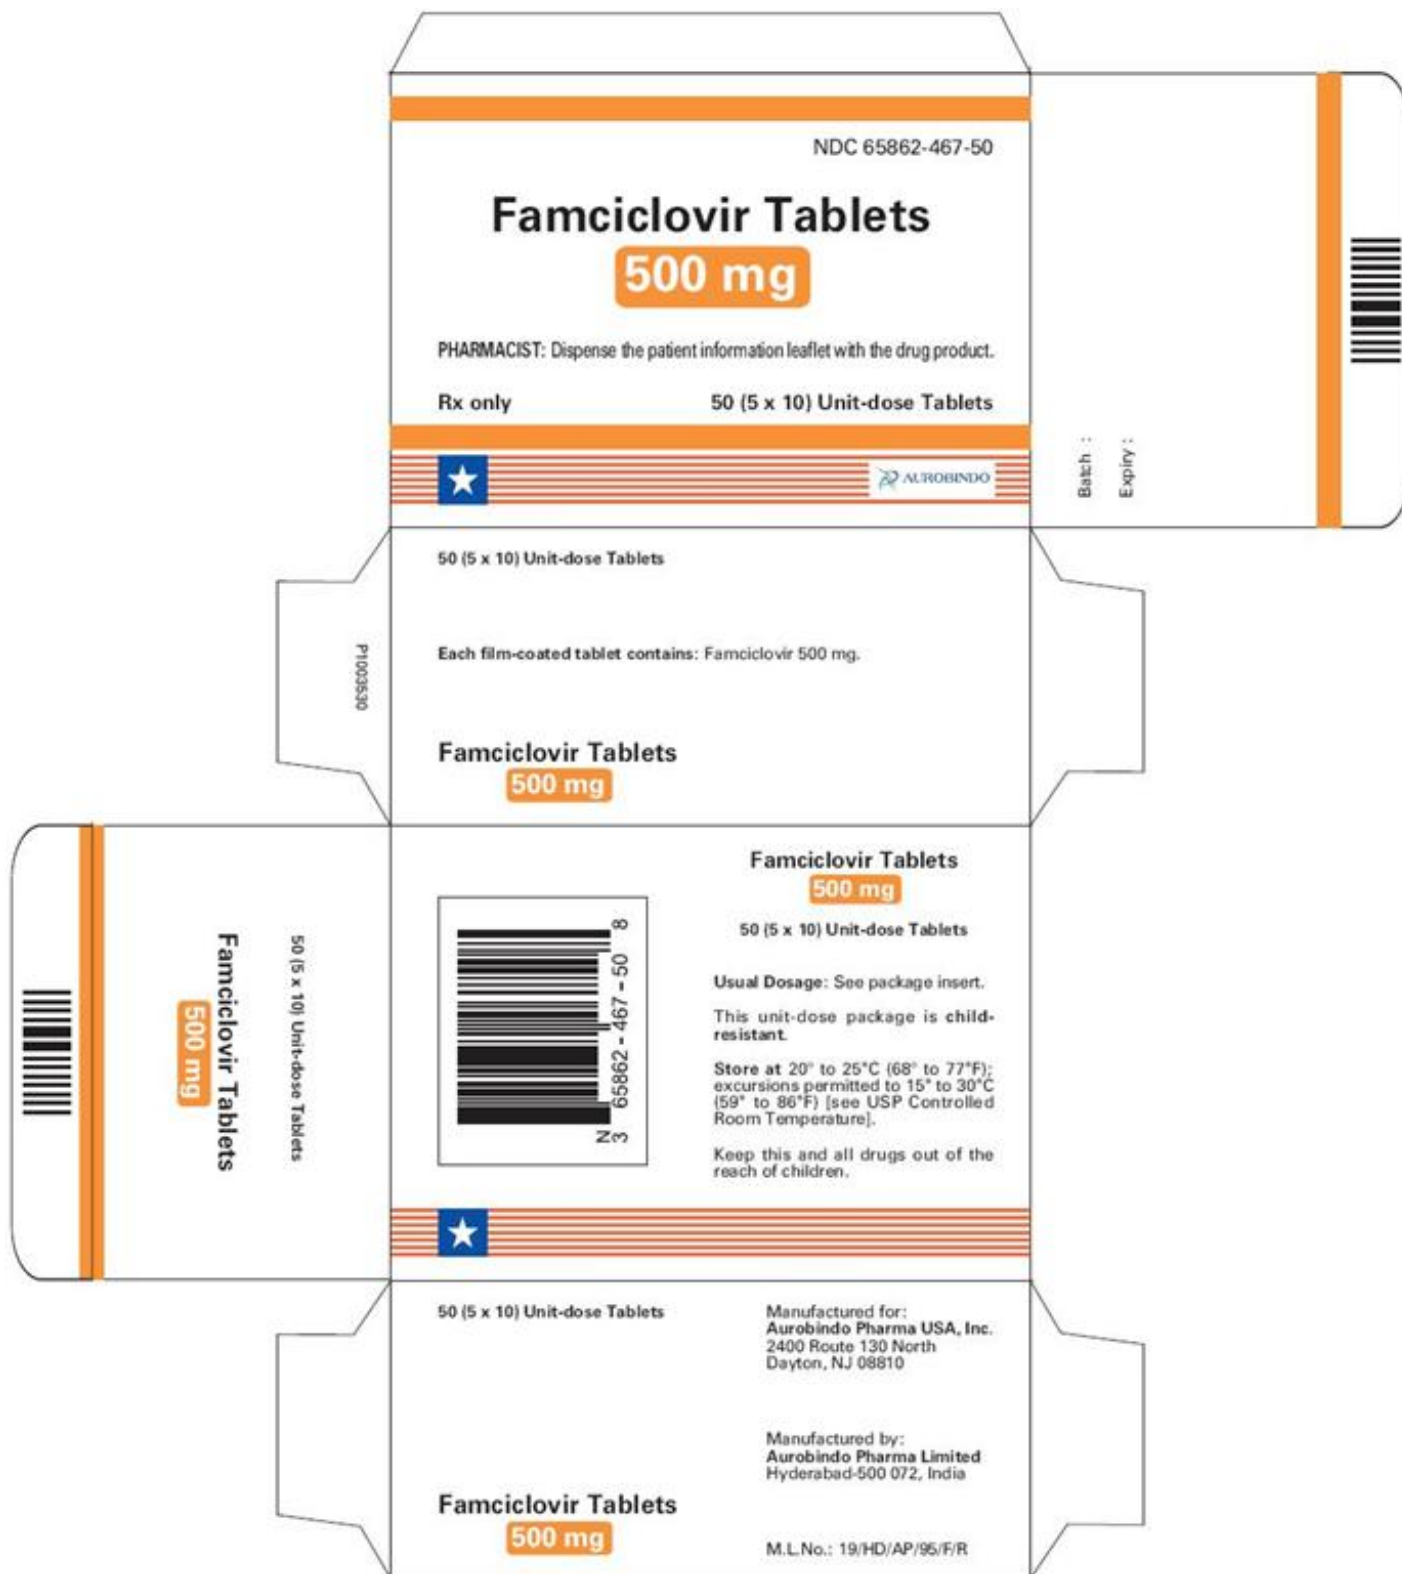 NDC 65862-467-50
Famciclovir Tablets
500 mg
PHARMACIST: Dispense the patient information leaflet with the drug product.
Rx only
50 (5 x 10) Unit-dose Tablets
AUROBINDO
Batch :
Expiry :
50 (5 x 10) Unit-dose Tablets
Each film-coated tablet contains: Famciclovir 500 mg.
P1003530
Famciclovir Tablets
500 mg
50 (5 x 10) Unit-dose Tablets
Famciclovir Tablets
500 mg
N
3 65862-467-50 8
Famciclovir Tablets
500 mg
50 (5 x 10) Unit-dose Tablets
Usual Dosage: See package insert.
This unit-dose package is child-
resistant.
Store at 20° to 25°C (68° to 77°F);
excursions permitted to 15° to 30°C
(59° to 86°F) [see USP Controlled
Room Temperature].
Keep this and all drugs out of the
reach of children.
50 (5 x 10) Unit-dose Tablets
Famciclovir Tablets
500 mg
Manufactured for:
Aurobindo Pharma USA, Inc.
2400 Route 130 North
Dayton, NJ 08810
Manufactured by:
Aurobindo Pharma Limited
Hyderabad-500 072, India
M.L.No.: 19/HD/AP/95/F/R